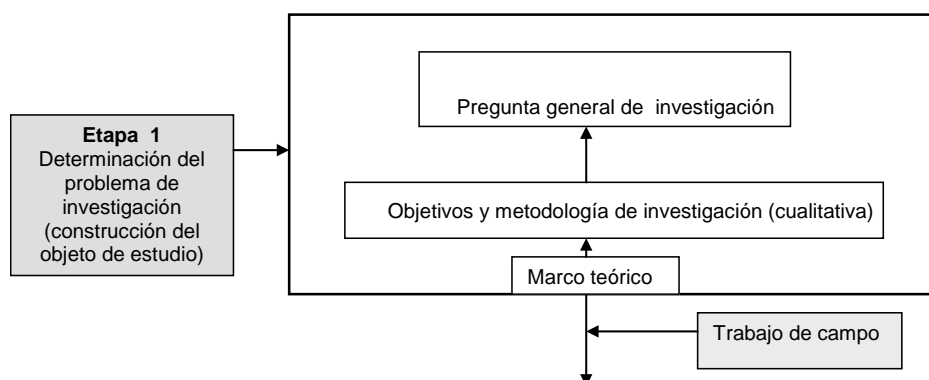 Pregunta general de investigación
Etapa 1
Determinación del
problema de
investigación
(construcción del
objeto de estudio)
Objetivos y metodología de investigación (cualitativa)
Marco teórico
Trabajo de campo